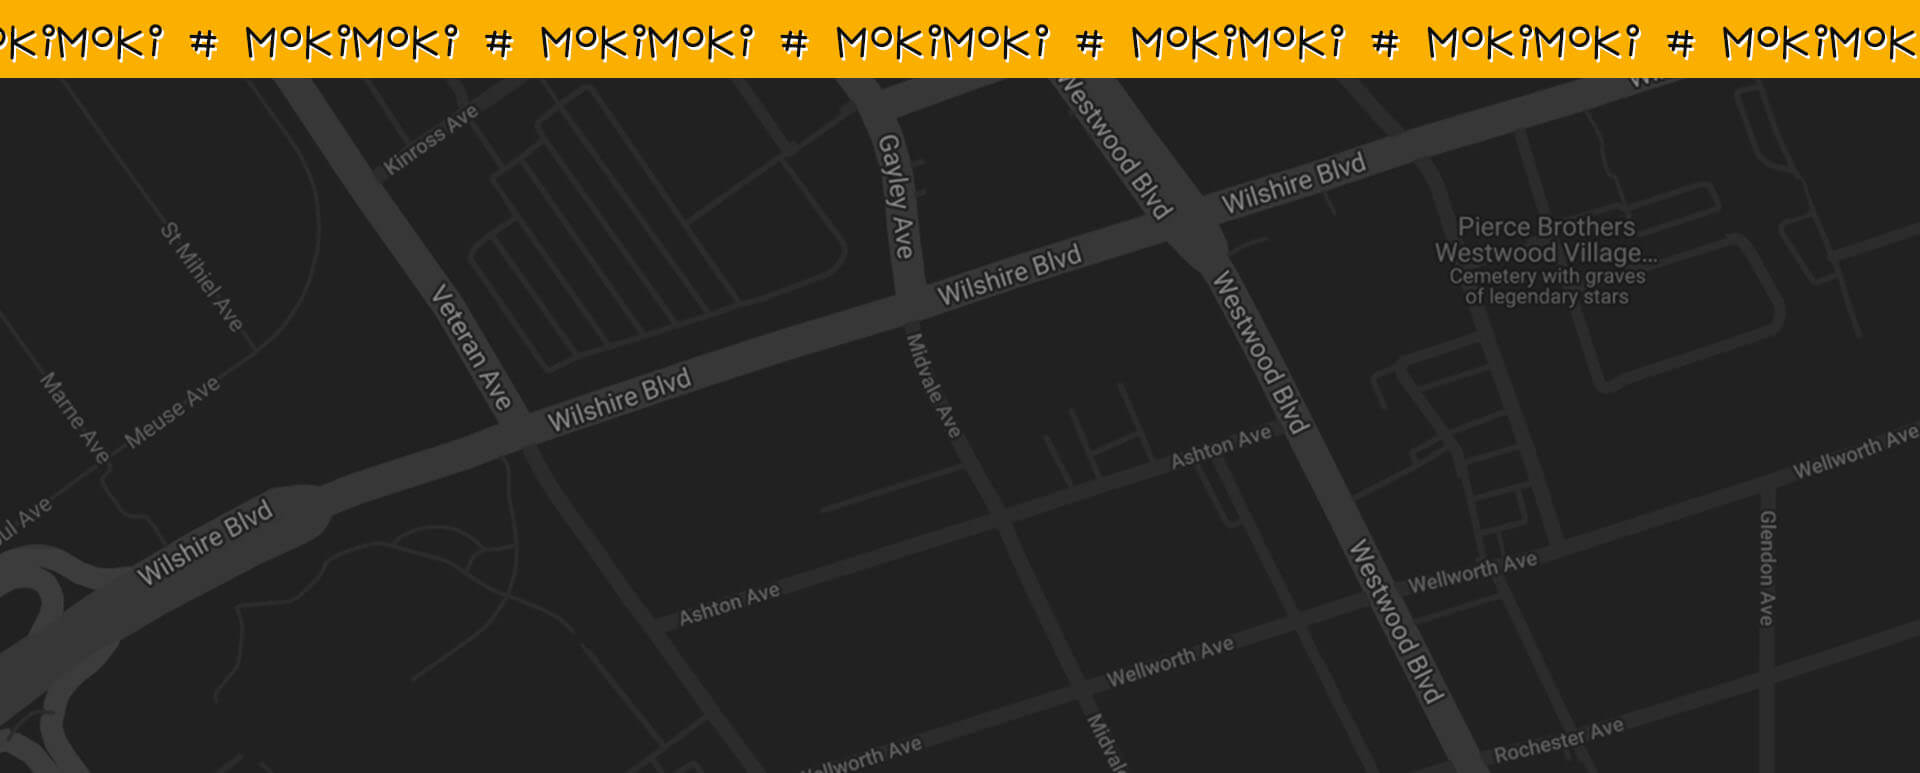 MOKiMOKi # MOKiMOKi # MOKiMOKi # MOKiMOKi # MOKiMOKi # MOKiMOKi #
Westwood Blvd
Kinross Ave
Gayley Ave
Wilshire Blvd
St Mihiel Ave
Pierce Brothers
Westwood Village...
Cemetery with graves
of legendary stars
Wilshire Blvd
Veteran Ave
Westwood Blvd
Midvale Ave
Wilshire Blvd
Marne Ave
Meuse Ave
Ashton Ave
Wellworth Ave
Wilshire Blvd
Glendon Ave
Westwood Blvd
Wellworth Ave
Ashton Ave
Wellworth Ave
Rochester Ave